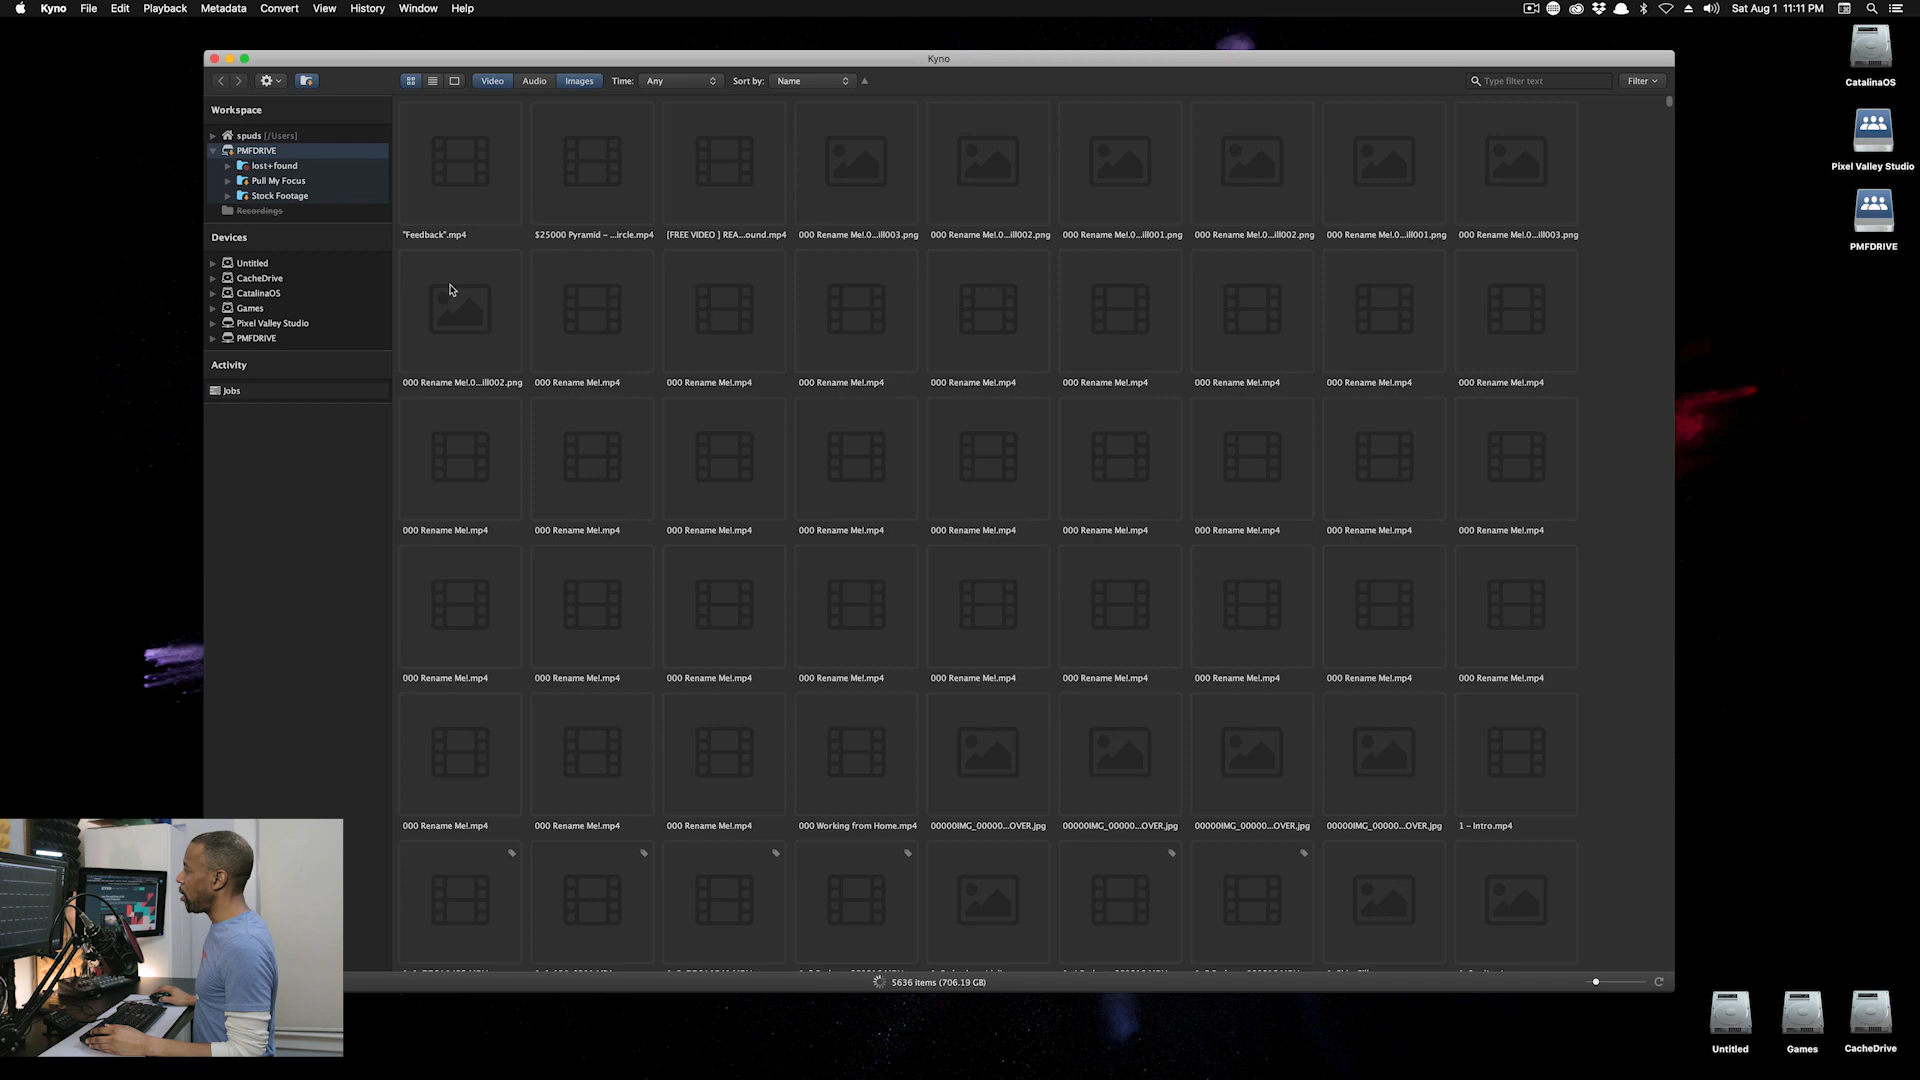 Kyno File Edit Playback Metadata Convert View History Window Help
Sat Aug 1 11:11 PM
Kyno
Video Audio Images Time: Any Sort by: Name Type filter text Filter
Workspace
spuds [/Users]
PMFDRIVE
lost+found
Pull My Focus
Stock Footage
Recordings
Devices
Untitled
CacheDrive
CatalinaOS
Games
Pixel Valley Studio
PMFDRIVE
Activity
Jobs
"Feedback".mp4 $25000 Pyramid – ...ircle.mp4 [FREE VIDEO ] REA...ound.mp4 000 Rename Me!.0...ill003.png 000 Rename Me!.0...ill002.png 000 Rename Me!.0...ill001.png 000 Rename Me!.0...ill002.png 000 Rename Me!.0...ill001.png 000 Rename Me!.0...ill003.png
000 Rename Me!.0...ill002.png 000 Rename Me!.mp4 000 Rename Me!.mp4 000 Rename Me!.mp4 000 Rename Me!.mp4 000 Rename Me!.mp4 000 Rename Me!.mp4 000 Rename Me!.mp4 000 Rename Me!.mp4
000 Rename Me!.mp4 000 Rename Me!.mp4 000 Rename Me!.mp4 000 Rename Me!.mp4 000 Rename Me!.mp4 000 Rename Me!.mp4 000 Rename Me!.mp4 000 Rename Me!.mp4 000 Rename Me!.mp4
000 Rename Me!.mp4 000 Rename Me!.mp4 000 Rename Me!.mp4 000 Rename Me!.mp4 000 Rename Me!.mp4 000 Rename Me!.mp4 000 Rename Me!.mp4 000 Rename Me!.mp4 000 Rename Me!.mp4
000 Rename Me!.mp4 000 Rename Me!.mp4 000 Rename Me!.mp4 000 Working from Home.mp4 00000IMG_00000...OVER.jpg 00000IMG_00000...OVER.jpg 00000IMG_00000...OVER.jpg 00000IMG_00000...OVER.jpg 1 – Intro.mp4
5636 items (706.19 GB)
CatalinaOS
Pixel Valley Studio
PMFDRIVE
Untitled
Games
CacheDrive